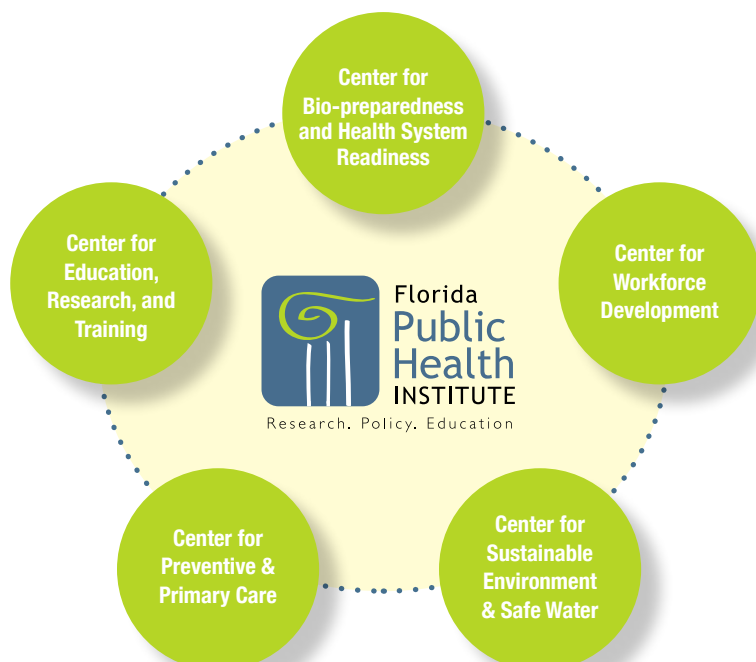 Center for
Bio-preparedness
and Health System
Readiness
Center for
Education,
Research, and
Training
Center for
Workforce
Development
Florida
Public
Health
INSTITUTE
Research. Policy. Education
Center for
Preventive &
Primary Care
Center for
Sustainable
Environment
& Safe Water